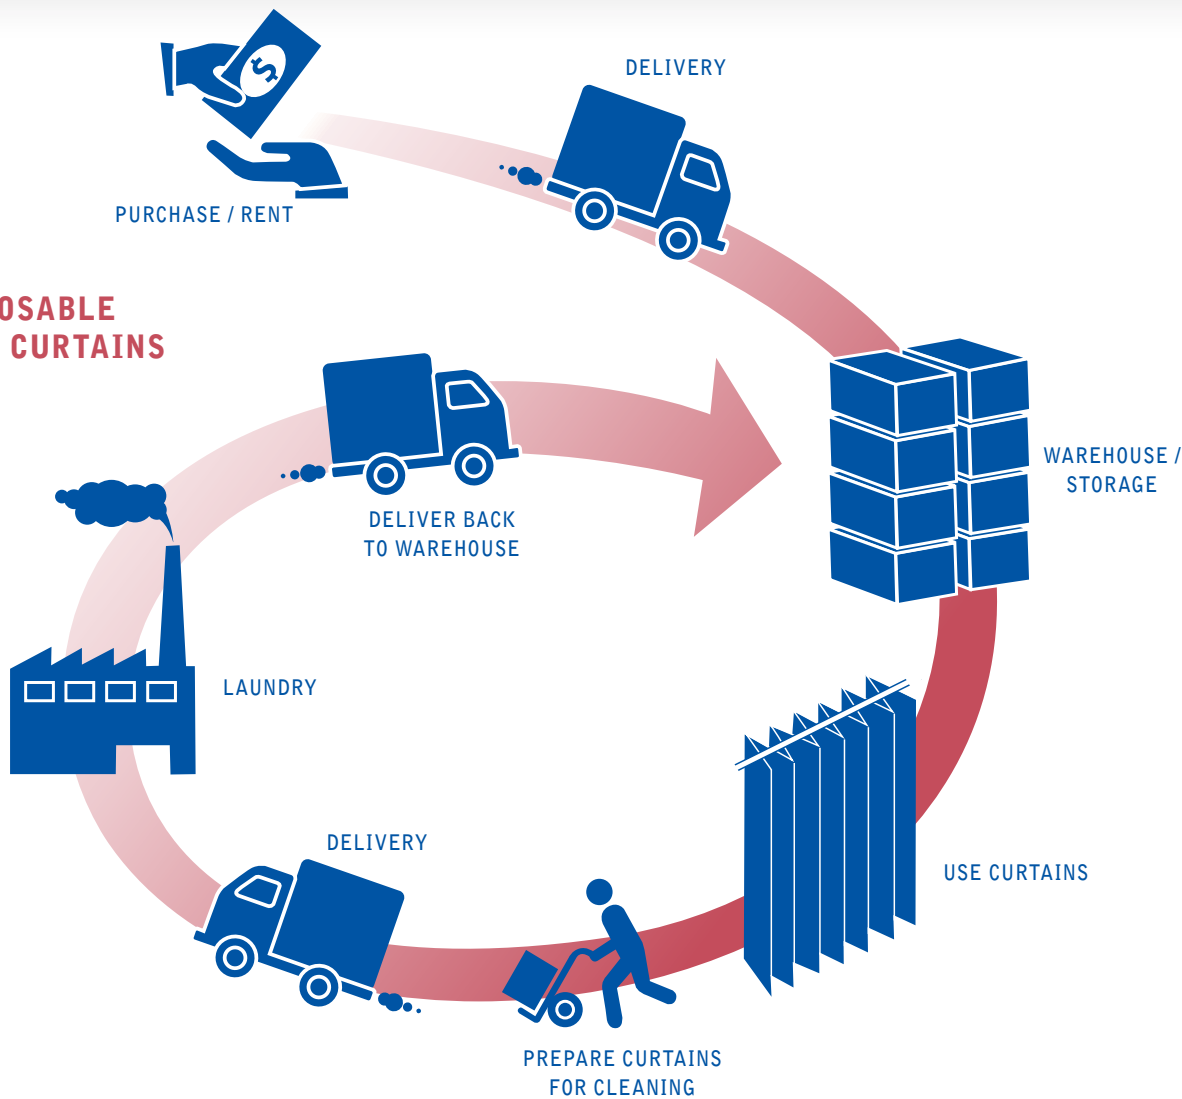 $
DELIVERY
PURCHASE / RENT
OSABLE
CURTAINS
WAREHOUSE /
STORAGE
DELIVER BACK
TO WAREHOUSE
LAUNDRY
DELIVERY
USE CURTAINS
PREPARE CURTAINS
FOR CLEANING